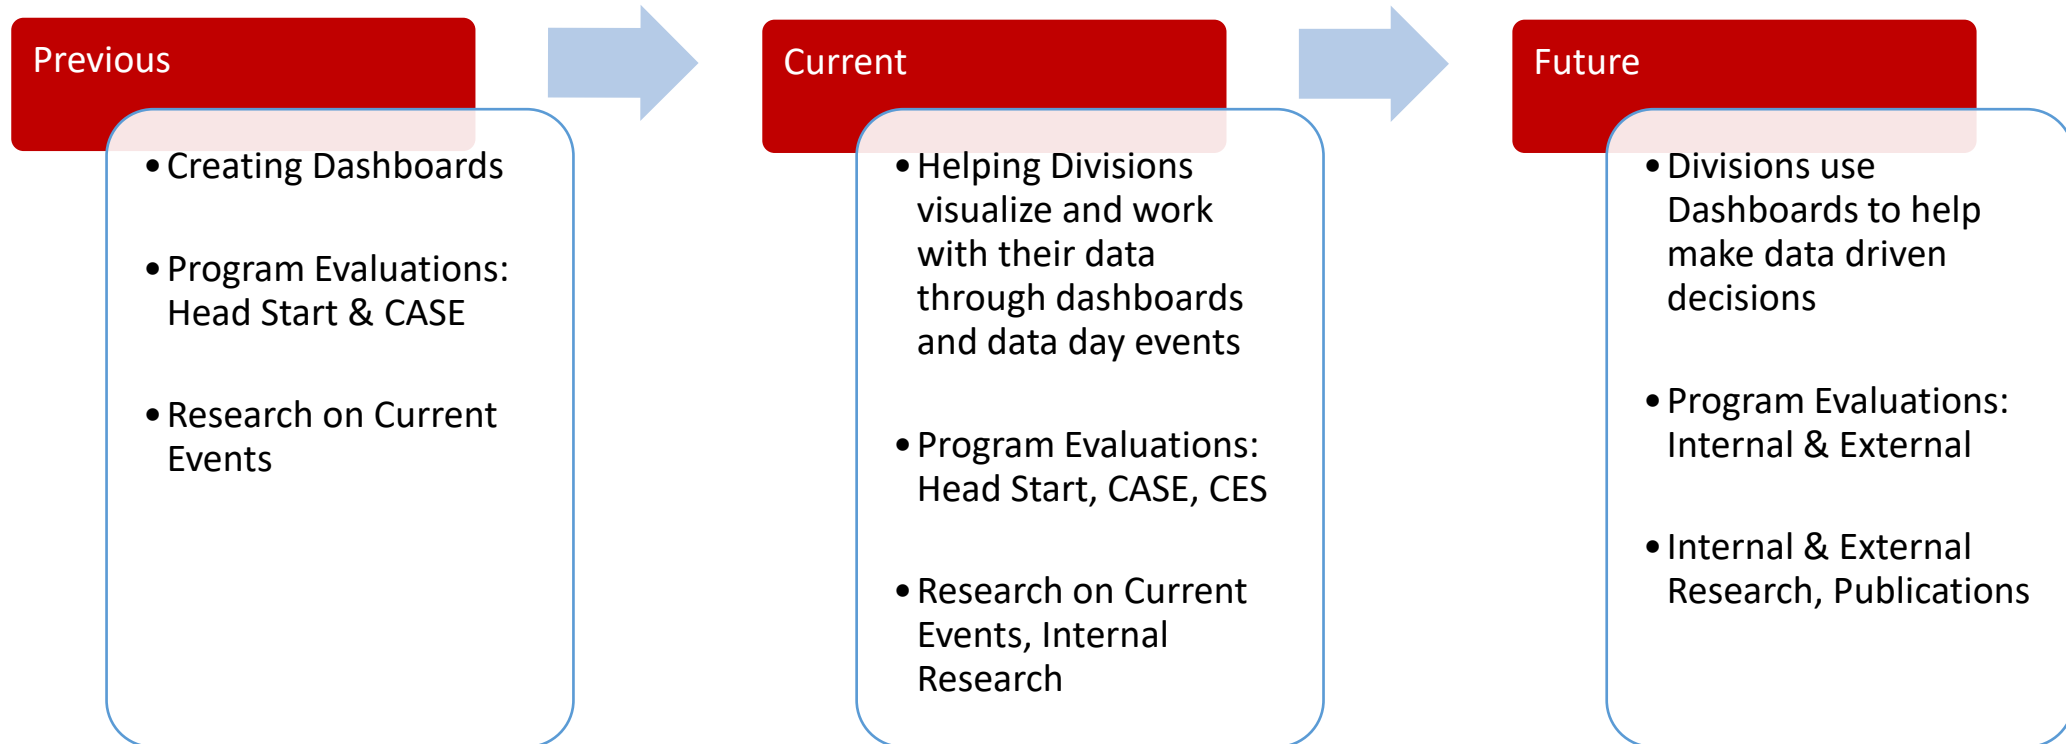 Previous
• Creating Dashboards
• Program Evaluations:
Head Start & CASE
• Research on Current
Events
Current
• Helping Divisions
visualize and work
with their data
through dashboards
and data day events
• Program Evaluations:
Head Start, CASE, CES
• Research on Current
Events, Internal
Research
Future
• Divisions use
Dashboards to help
make data driven
decisions
• Program Evaluations:
Internal & External
• Internal & External
Research, Publications